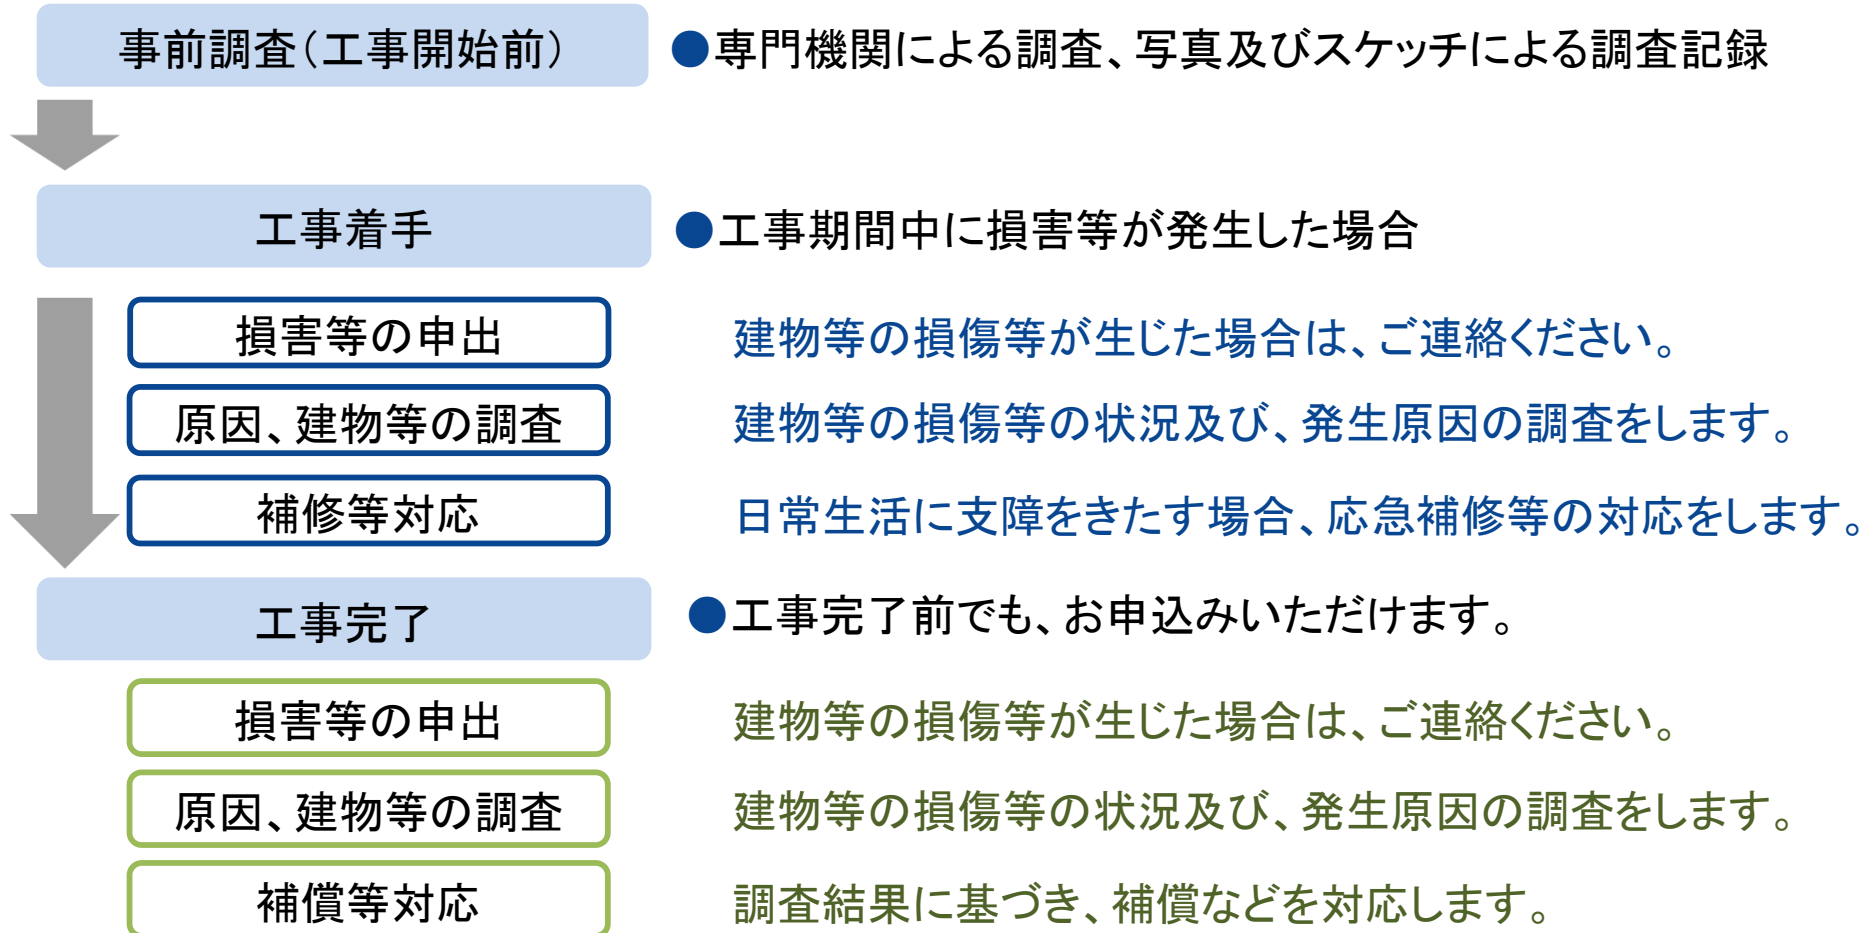 事前調査(工事開始前)
●専門機関による調査、写真及びスケッチによる調査記録
工事着手
●工事期間中に損害等が発生した場合
損害等の申出
建物等の損傷等が生じた場合は、ご連絡ください。
原因、建物等の調査
建物等の損傷等の状況及び、発生原因の調査をします。
補修等対応
日常生活に支障をきたす場合、応急補修等の対応をします。
工事完了
●工事完了前でも、お申込みいただけます。
損害等の申出
建物等の損傷等が生じた場合は、ご連絡ください。
原因、建物等の調査
建物等の損傷等の状況及び、発生原因の調査をします。
補償等対応
調査結果に基づき、補償などを対応します。